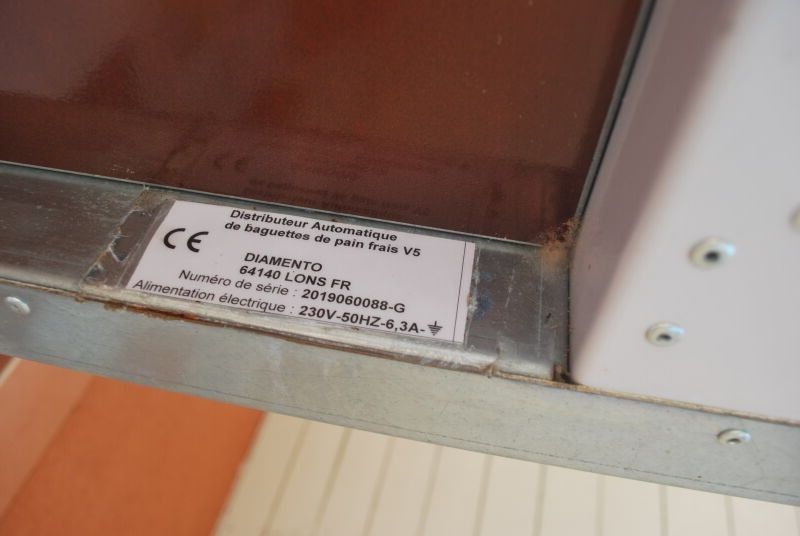 CE
Distributeur Automatique
de baguettes de pain frais V5
DIAMENTO
64140 LONS FR
Numéro de série : 2019060088-G
Alimentation électrique : 230V-50HZ-6,3A-